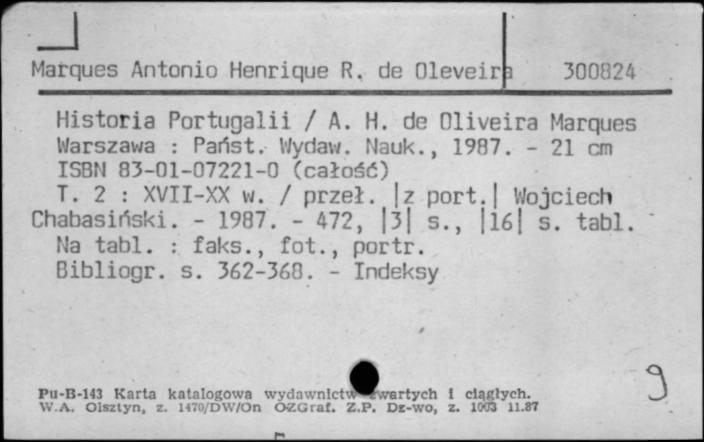 Marques Antonio Henrique R. de Oleveira 300824
Historia Portugalii / A. H. de Oliveira Marques
Warszawa : Państ. Wydaw. Nauk., 1987. - 21 cm
ISBN 83-01-07221-0 (całość)
T. 2 : XVII-XX w. / przeł. |z port.| Wojciech
Chabasiński. - 1987. - 472, |3| s., |16| s. tabl.
Na tabl. : faks., fot., portr.
Bibliogr. s. 362-368. - Indeksy
9
Pu-B-143 Karta katalogowa wydawnictw zwartych i ciągłych.
W.A. Olsztyn, z. 1470/DW/On OZGraf. Z.P. Dz-wo, z. 1003 11.87